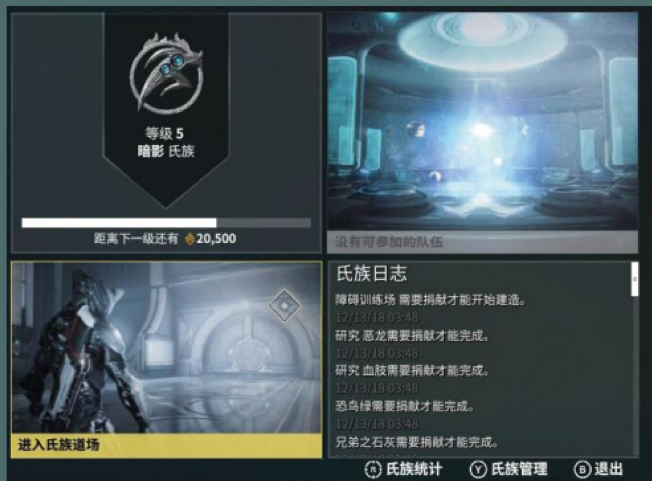 等级 5
暗影 氏族
距离下一级还有 20,500
没有可参加的队伍
进入氏族道场
氏族日志
障碍训练场 需要捐献才能开始建造。
12/13/18 03:48
研究 恶龙需要捐献才能完成。
12/13/18 03:48
研究 血肢需要捐献才能完成。
12/13/18 03:48
恐鸟绿需要捐献才能完成。
12/13/18 03:48
兄弟之石灰需要捐献才能完成。
R 氏族统计 Y 氏族管理 B 退出